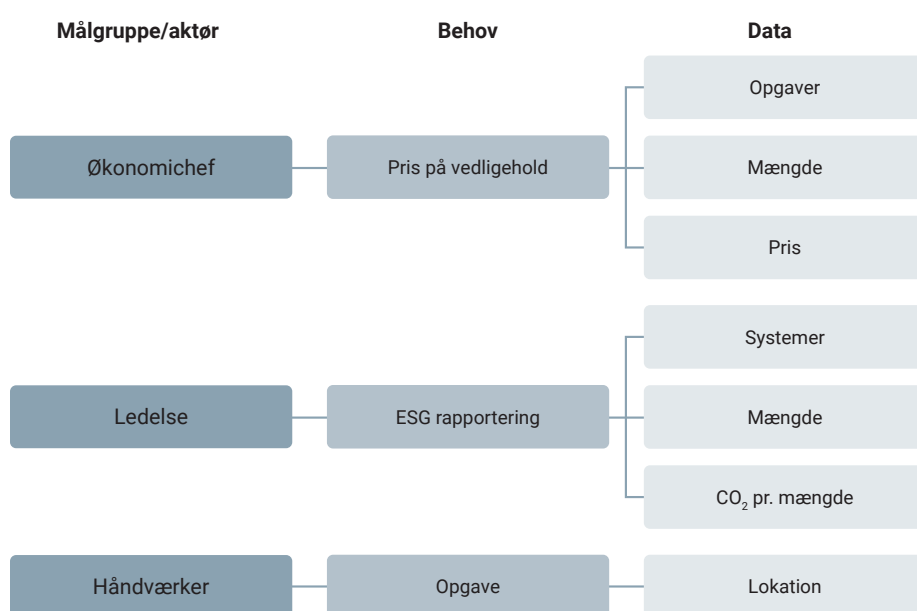 Målgruppe/aktør Behov Data
Opgaver
Økonomichef Pris på vedligehold Mængde
Pris
Systemer
Ledelse ESG rapportering Mængde
CO₂ pr. mængde
Håndværker Opgave Lokation